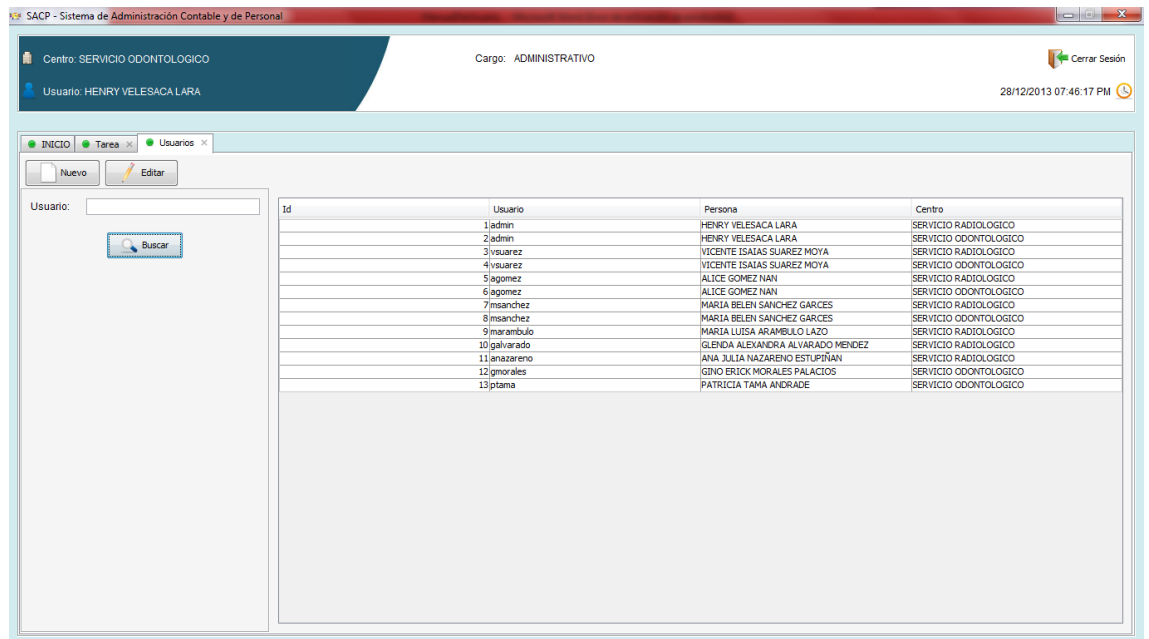 SACP - Sistema de Administración Contable y de Personal
Centro: SERVICIO ODONTOLOGICO
Cargo: ADMINISTRATIVO
Cerrar Sesión
Usuario: HENRY VELESACA LARA
28/12/2013 07:46:17 PM
INICIO Tarea Usuarios
Nuevo Editar
Usuario:
Buscar
Id Usuario Persona Centro
1 admin HENRY VELESACA LARA SERVICIO RADIOLOGICO
2 admin HENRY VELESACA LARA SERVICIO ODONTOLOGICO
3 vsuarez VICENTE ISAIAS SUAREZ MOYA SERVICIO RADIOLOGICO
4 vsuarez VICENTE ISAIAS SUAREZ MOYA SERVICIO ODONTOLOGICO
5 agomez ALICE GOMEZ NAN SERVICIO RADIOLOGICO
6 agomez ALICE GOMEZ NAN SERVICIO ODONTOLOGICO
7 msanchez MARIA BELEN SANCHEZ GARCES SERVICIO RADIOLOGICO
8 msanchez MARIA BELEN SANCHEZ GARCES SERVICIO ODONTOLOGICO
9 marambulo MARIA LUISA ARAMBULO LAZO SERVICIO RADIOLOGICO
10 galvarado GLENDA ALEXANDRA ALVARADO MENDEZ SERVICIO RADIOLOGICO
11 anazareno ANA JULIA NAZARENO ESTUPIÑAN SERVICIO RADIOLOGICO
12 gmorales GINO ERICK MORALES PALACIOS SERVICIO ODONTOLOGICO
13 ptama PATRICIA TAMA ANDRADE SERVICIO ODONTOLOGICO